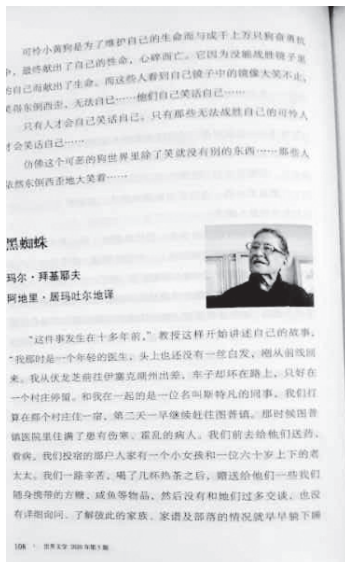 可怜小黄狗是为了维护自己的生命而与成千上万只狗奋勇抗
中，最终献出了自己的性命，心碎而亡。它因为没能战胜镜子里
的自己而献出了生命。而这些人看到自己镜子中的镜像大笑不止，
笑得东倒西歪，无法自已……他们自己笑话自己……
只有人才会自己笑话自己。只有那些无法战胜自己的可怜人
才会笑话自己……
仿佛这个可恶的狗世界里除了笑就没有别的东西……那些人
依然东倒西歪地大笑着……
黑蜘蛛
玛尔·拜基耶夫
阿地里·居玛吐尔地译
“这件事发生在十多年前，”教授这样开始讲述自己的故事，
“我那时是一个年轻的医生，头上也还没有一丝白发，刚从前线回
来。我从伏龙芝前往伊塞克湖州出差，车子却坏在路上，只好在
一个村庄停留。和我在一起的是一位名叫斯特凡的同事，我们打
算在那个村庄住一宿，第二天一早继续赶往图普镇。那时候图普
镇医院里住满了患有伤寒、霍乱的病人。我们前去给他们送药、
看病。我们投宿的那户人家有一个小女孩和一位六十岁上下的老
太太。我们一路辛苦，喝了几杯热茶之后，赠送给他们一些我们
随身携带的方糖、咸鱼等物品，然后没有和她们过多交谈，也没
有详细询问、了解彼此的家族、家谱及部落的情况就早早躺下睡
108 · 世界文学 2020年第5期